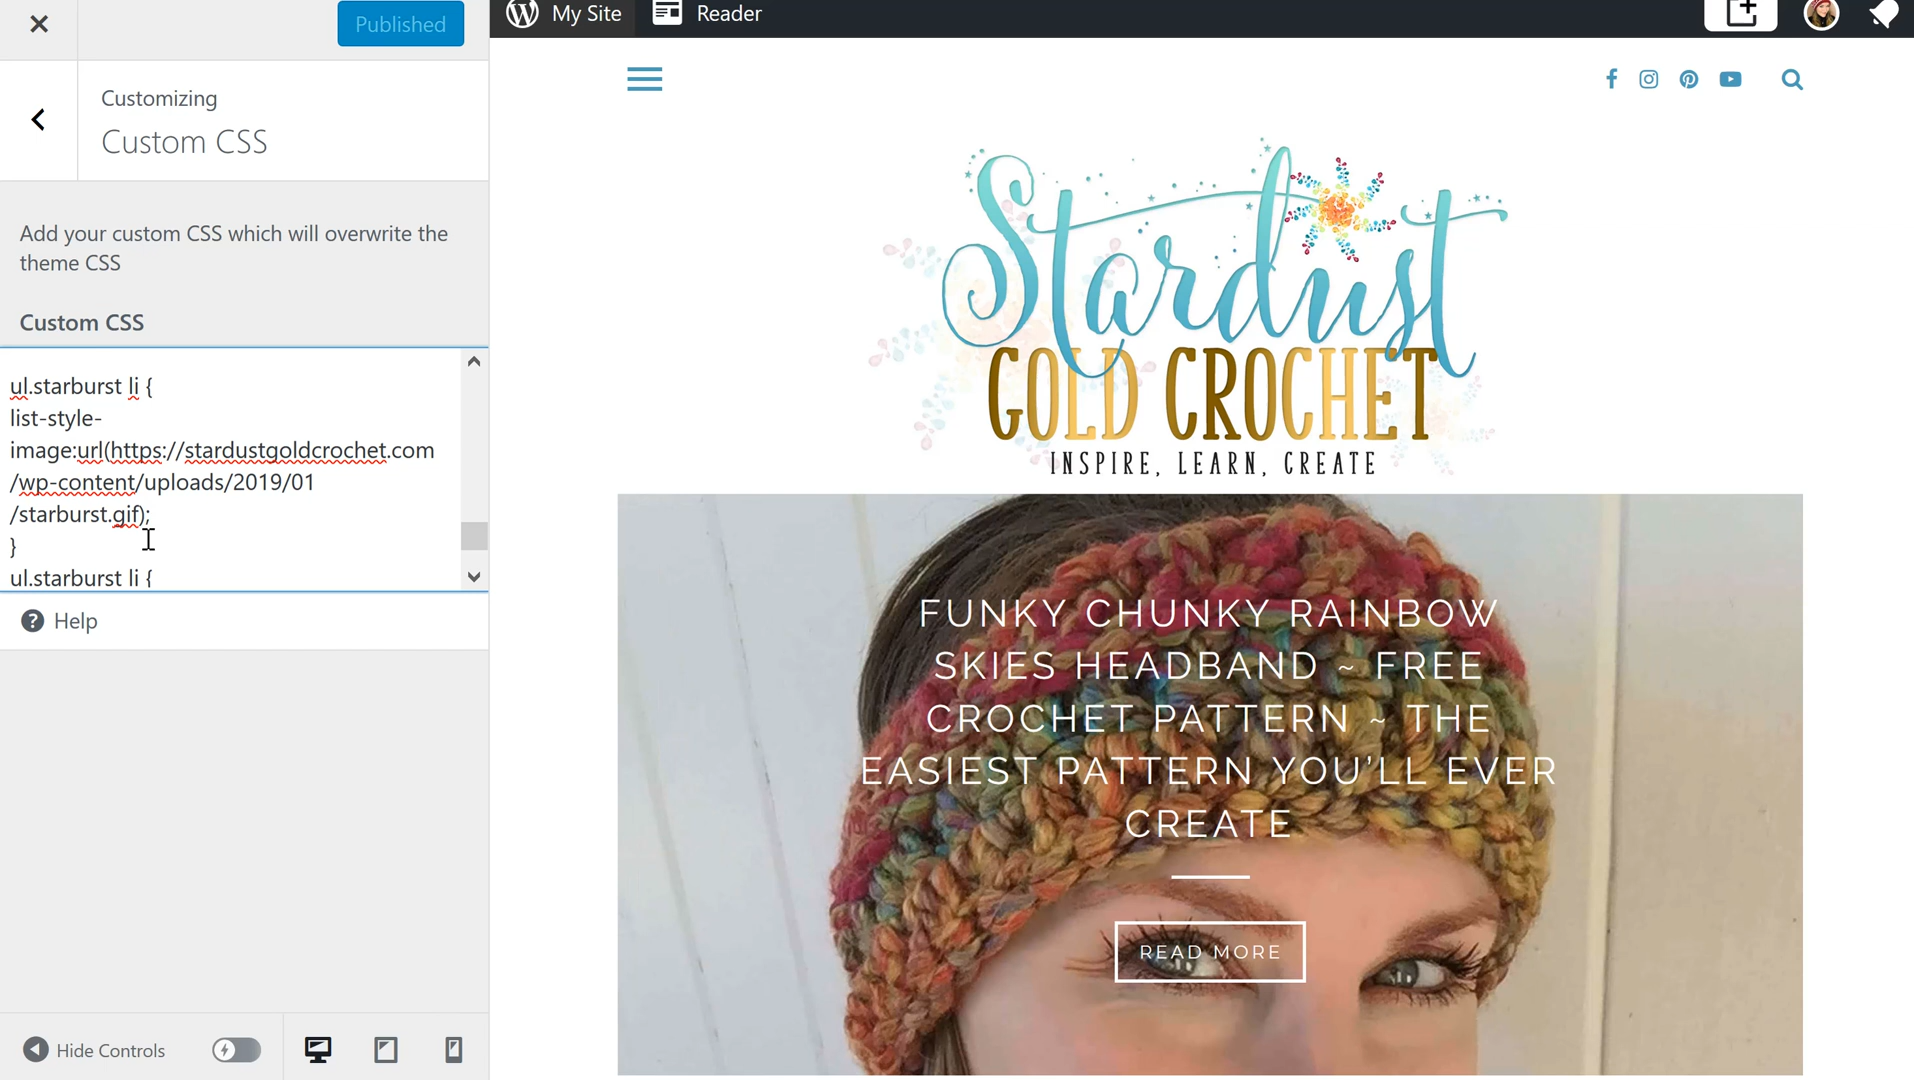 Published
My Site
Reader
Customizing
Custom CSS
Add your custom CSS which will overwrite the
theme CSS
Custom CSS
ul.starburst li {
list-style-
image:url(https://stardustgoldcrochet.com
/wp-content/uploads/2019/01
/starburst.gif);
}
ul.starburst li {
? Help
Hide Controls
Stardust
GOLD CROCHET
INSPIRE, LEARN, CREATE
FUNKY CHUNKY RAINBOW
SKIES HEADBAND ~ FREE
CROCHET PATTERN ~ THE
EASIEST PATTERN YOU’LL EVER
CREATE
READ MORE